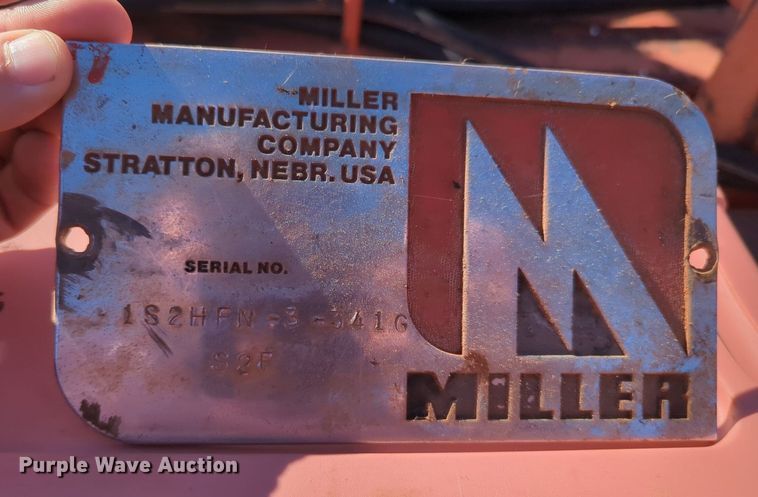 MILLER
MANUFACTURING
COMPANY
STRATTON, NEBR. USA
SERIAL NO.
1S2HFN-3-341G
S2F
MILLER
Purple Wave Auction